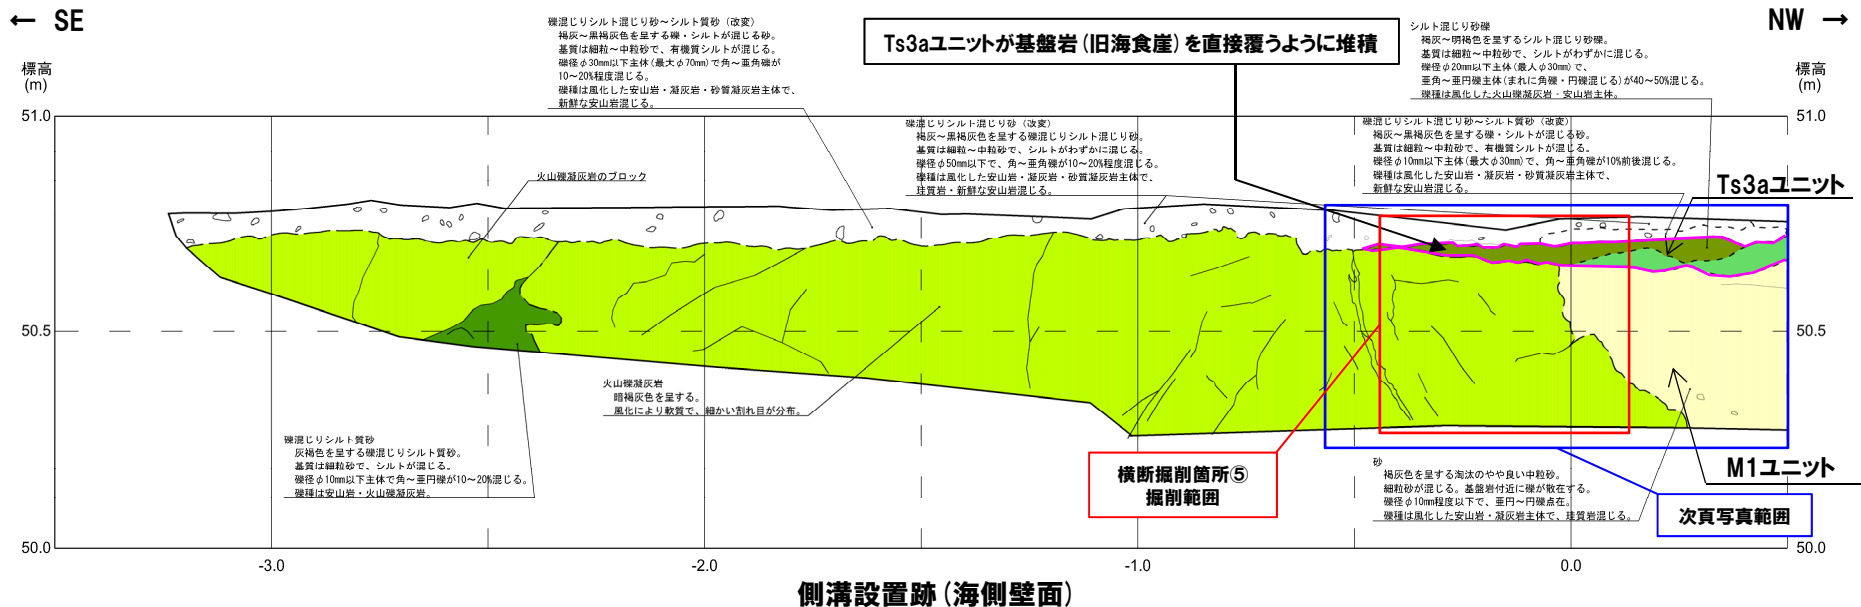 ← SE
NW →
標高
(m)
礫混じりシルト混じり砂～シルト質砂（改変）
褐灰～黒褐灰色を呈する礫・シルトが混じる砂。
基質は細粒～中粒砂で、有機質シルトが混じる。
礫径φ30mm以下主体(最大φ70mm)で角～亜角礫が
10～20%程度混じる。
礫種は風化した安山岩・凝灰岩・砂質凝灰岩主体で、
新鮮な安山岩混じる。
Ts3aユニットが基盤岩(旧海食崖)を直接覆うように堆積
シルト混じり砂礫
褐灰～明褐色を呈するシルト混じり砂礫。
基質は細粒～中粒砂で、シルトがわずかに混じる。
礫径φ20mm以下主体(最大φ30mm)で、
亜角～亜円礫主体(まれに角礫・円礫混じる)が40～50%混じる。
礫種は風化した火山礫凝灰岩・安山岩主体。
標高
(m)
51.0
51.0
礫混じりシルト混じり砂（改変）
褐灰～黒褐灰色を呈する礫混じりシルト混じり砂。
基質は細粒～中粒砂で、シルトがわずかに混じる。
礫径φ50mm以下で、角～亜角礫が10～20%程度混じる。
礫種は風化した安山岩・凝灰岩・砂質凝灰岩主体で、
珪質岩・新鮮な安山岩混じる。
礫混じりシルト混じり砂～シルト質砂（改変）
褐灰～黒褐灰色を呈する礫・シルトが混じる砂。
基質は細粒～中粒砂で、有機質シルトが混じる。
礫径φ10mm以下主体(最大φ30mm)で、角～亜角礫が10%前後混じる。
礫種は風化した安山岩・凝灰岩・砂質凝灰岩主体で、
新鮮な安山岩混じる。
Ts3aユニット
火山礫凝灰岩のブロック
50.5
50.5
火山礫凝灰岩
暗褐灰色を呈する。
風化により軟質で、細かい割れ目が分布。
礫混じりシルト質砂
灰褐色を呈する礫混じりシルト質砂。
基質は細粒砂で、シルトが混じる。
礫径φ10mm以下主体で角～亜円礫が10～20%混じる。
礫種は安山岩・火山礫凝灰岩。
横断掘削箇所⑤
掘削範囲
砂
褐灰色を呈する淘汰のやや良い中粒砂。
細粒砂が混じる。基盤岩付近に礫が散在する。
礫径φ10mm程度以下で、亜円～円礫点在。
礫種は風化した安山岩・凝灰岩主体で、珪質岩混じる。
M1ユニット
次頁写真範囲
50.0
50.0
-3.0
-2.0
-1.0
0.0
側溝設置跡(海側壁面)